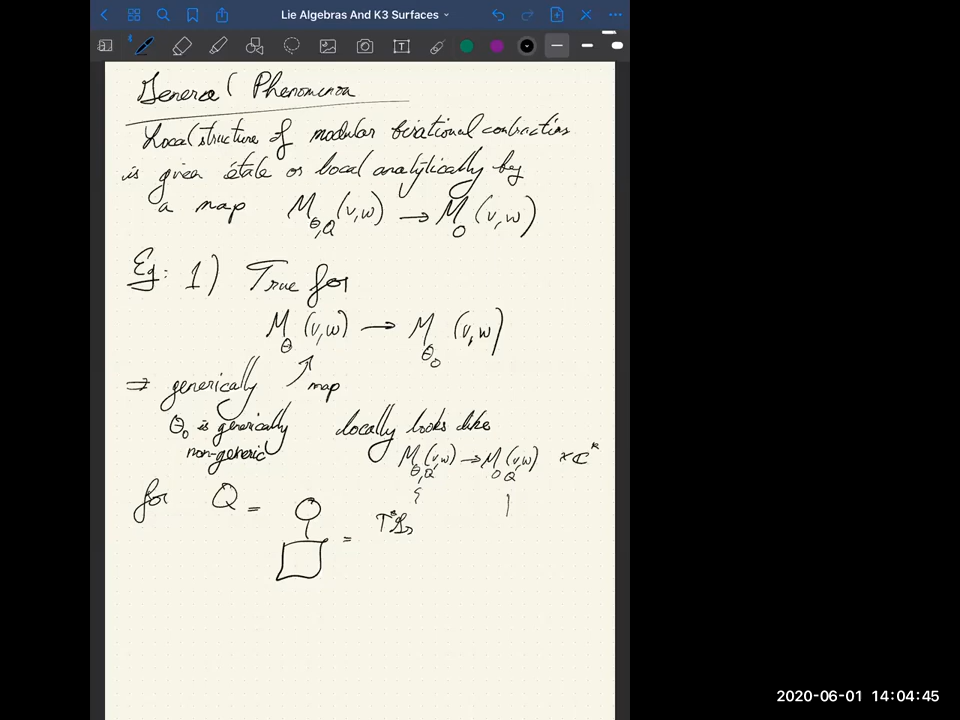 Lie Algebras And K3 Surfaces
General Phenomenon
Local structure of modular birational contractions
is given étale or local analytically by
a map M_{θ,Q}(v,w) → M_0(v,w)
Eg: 1) True for
M_θ(v,w) → M_{θ_0}(v,w)
⇒ generically map
θ_0 is generically locally looks like
non-generic M_{θ,Q}(v,w) → M_{0,Q}(v,w) × ℂ^k
for Q = = T^*
2020-06-01 14:04:45